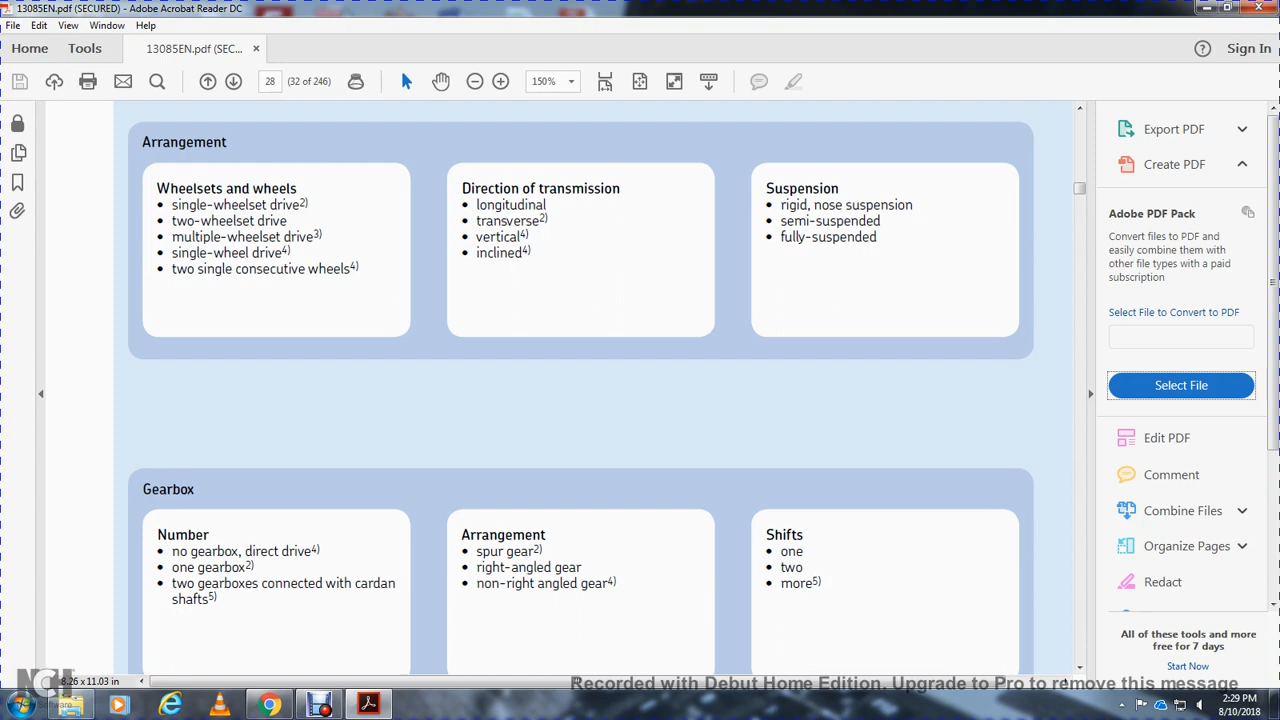 13085EN.pdf (SECURED) - Adobe Acrobat Reader DC
File Edit View Window Help
Home Tools 13085EN.pdf (SEC... × Sign In
28 (32 of 246) 150%
Arrangement
Wheelsets and wheels
• single-wheelset drive2)
• two-wheelset drive
• multiple-wheelset drive3)
• single-wheel drive4)
• two single consecutive wheels4)
Direction of transmission
• longitudinal
• transverse2)
• vertical4)
• inclined4)
Suspension
• rigid, nose suspension
• semi-suspended
• fully-suspended
Gearbox
Number
• no gearbox, direct drive4)
• one gearbox2)
• two gearboxes connected with cardan
shafts5)
Arrangement
• spur gear2)
• right-angled gear
• non-right angled gear4)
Shifts
• one
• two
• more5)
Export PDF
Create PDF
Adobe PDF Pack
Convert files to PDF and
easily combine them with
other file types with a paid
subscription
Select File to Convert to PDF
Select File
Edit PDF
Comment
Combine Files
Organize Pages
Redact
All of these tools and more
free for 7 days
Start Now
8.26 x 11.03 in
NCH
Software
Recorded with Debut Home Edition. Upgrade to Pro to remove this message
2:29 PM
8/10/2018